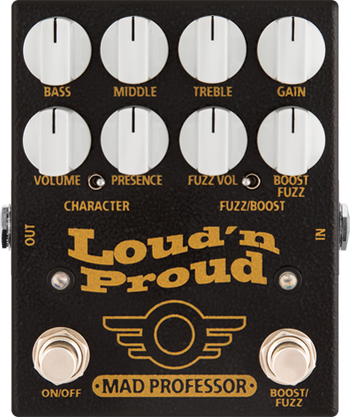 BASS MIDDLE TREBLE GAIN
VOLUME PRESENCE FUZZ VOL BOOST FUZZ
CHARACTER FUZZ/BOOST
OUT
IN
Loud'n
Proud
ON/OFF
MAD PROFESSOR
BOOST/
FUZZ